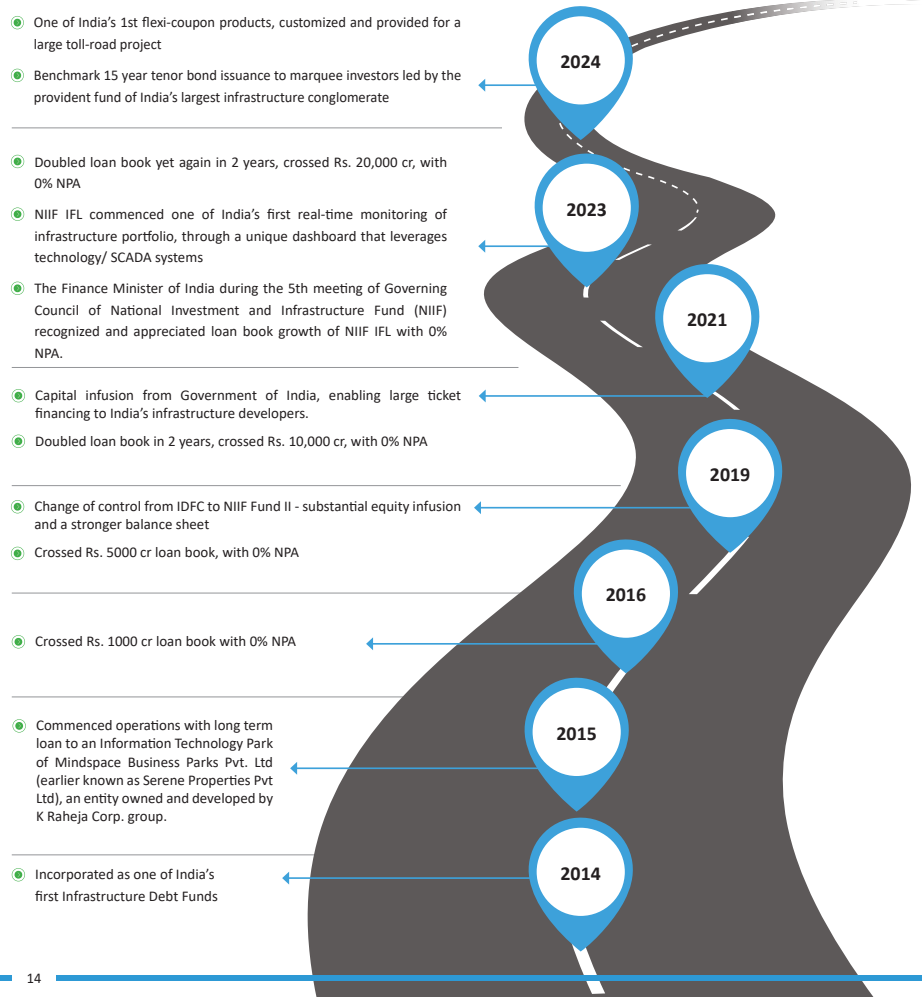 One of India's 1st flexi-coupon products, customized and provided for a
large toll-road project
Benchmark 15 year tenor bond issuance to marquee investors led by the
provident fund of India's largest infrastructure conglomerate
2024
Doubled loan book yet again in 2 years, crossed Rs. 20,000 cr, with
0% NPA
NIIF IFL commenced one of India's first real-time monitoring of
infrastructure portfolio, through a unique dashboard that leverages
technology/ SCADA systems
The Finance Minister of India during the 5th meeting of Governing
Council of National Investment and Infrastructure Fund (NIIF)
recognized and appreciated loan book growth of NIIF IFL with 0%
NPA.
2023
Capital infusion from Government of India, enabling large ticket
financing to India's infrastructure developers.
Doubled loan book in 2 years, crossed Rs. 10,000 cr, with 0% NPA
2021
Change of control from IDFC to NIIF Fund II - substantial equity infusion
and a stronger balance sheet
Crossed Rs. 5000 cr loan book, with 0% NPA
2019
Crossed Rs. 1000 cr loan book with 0% NPA
2016
Commenced operations with long term
loan to an Information Technology Park
of Mindspace Business Parks Pvt. Ltd
(earlier known as Serene Properties Pvt
Ltd), an entity owned and developed by
K Raheja Corp. group.
2015
Incorporated as one of India's
first Infrastructure Debt Funds
2014
14